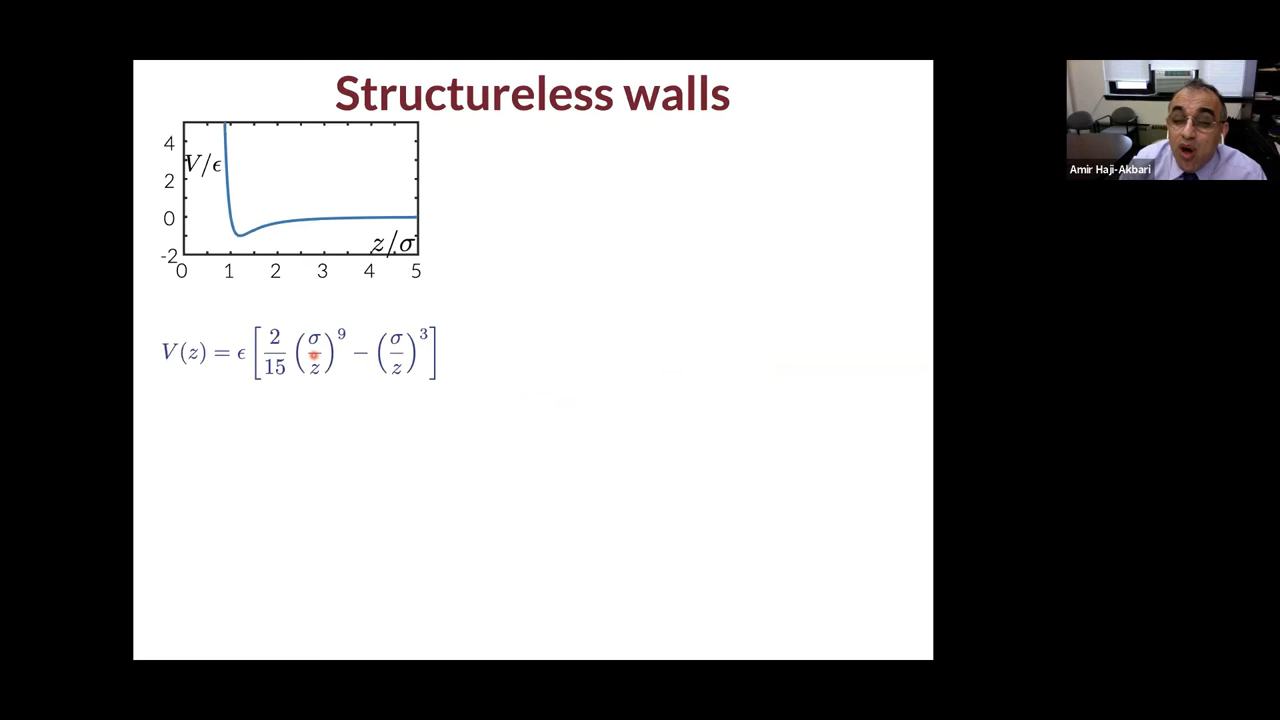 Structureless walls
4
V/ϵ
2
0
z/σ
-2
0 1 2 3 4 5
V(z) = ϵ [ 2/15 (σ/z)^9 − (σ/z)^3 ]
Amir Haji-Akbari